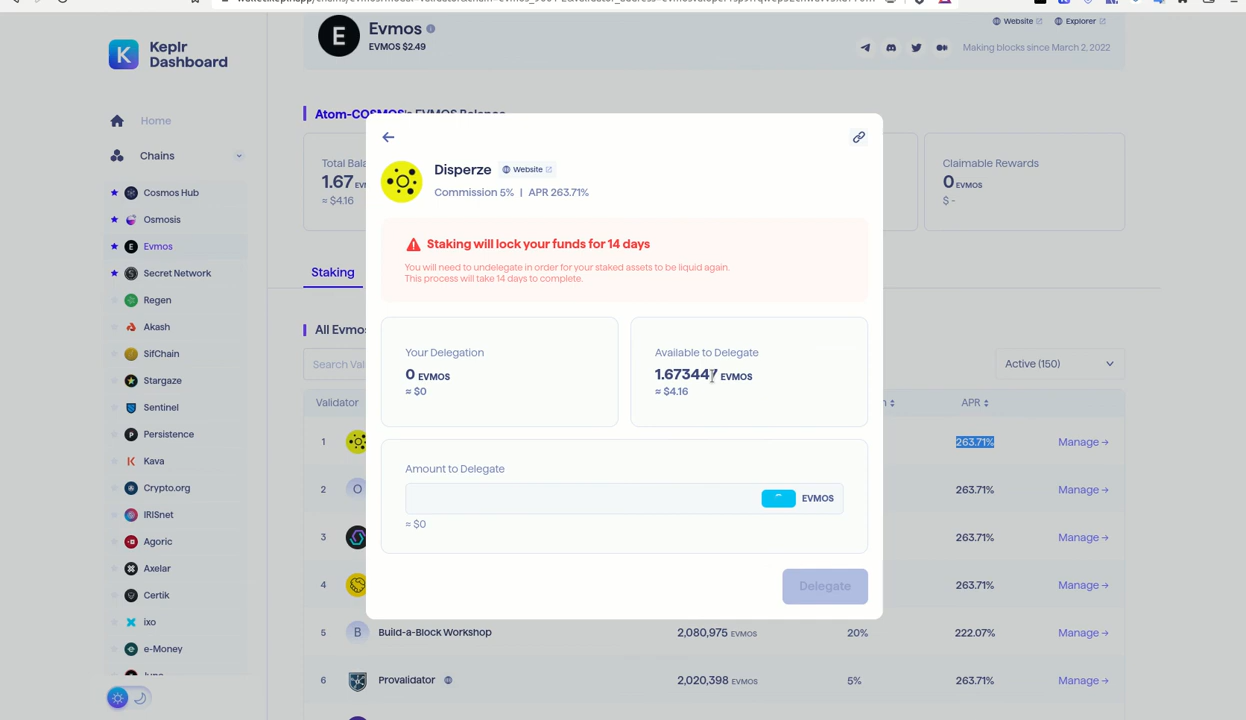 Evmos
EVMOS $2.49
Website
Explorer
Making blocks since March 2, 2022
Keplr
Dashboard
Home
Chains
Cosmos Hub
Osmosis
Evmos
Secret Network
Regen
Akash
SifChain
Stargaze
Sentinel
Persistence
Kava
Crypto.org
IRISnet
Agoric
Axelar
Certik
ixo
e-Money
Atom-COSMOS's EVMOS Balance
Total Bala
1.67 EVM
≈ $4.16
Claimable Rewards
0 EVMOS
$ -
Staking
All Evmos
Search Val
Active (150)
Validator
APR
Disperze
Website
Commission 5% | APR 263.71%
Staking will lock your funds for 14 days
You will need to undelegate in order for your staked assets to be liquid again.
This process will take 14 days to complete.
Your Delegation
0 EVMOS
≈ $0
Available to Delegate
1.673447 EVMOS
≈ $4.16
Amount to Delegate
EVMOS
≈ $0
Delegate
1 263.71% Manage →
2 O 263.71% Manage →
3 263.71% Manage →
4 263.71% Manage →
5 B Build-a-Block Workshop 2,080,975 EVMOS 20% 222.07% Manage →
6 Provalidator 2,020,398 EVMOS 5% 263.71% Manage →